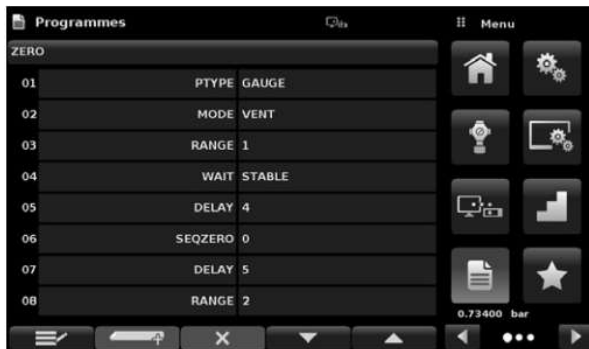 Programmes
Menu
ZERO
01 PTYPE GAUGE
02 MODE VENT
03 RANGE 1
04 WAIT STABLE
05 DELAY 4
06 SEQZERO 0
07 DELAY 5
08 RANGE 2
0.73400 bar